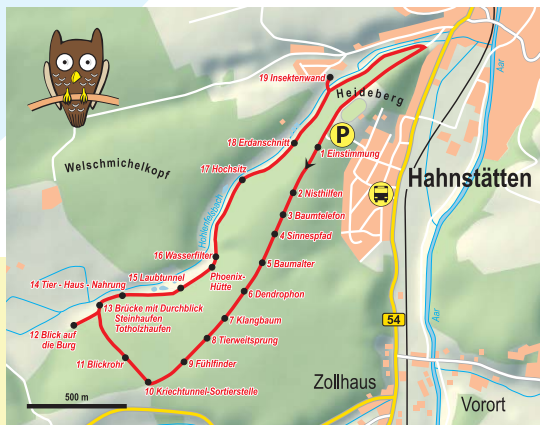 19 Insektenwand
Heideberg
Aar
P
18 Erdanschnitt
1 Einstimmung
Welschmichelkopf
17 Hochsitz
Hahnstätten
2 Nisthilfen
3 Baumtelefon
Hohlenfelsbach
4 Sinnespfad
16 Wasserfilter
5 Baumalter
15 Laubtunnel
Phoenix-
Hütte
14 Tier - Haus - Nahrung
6 Dendrophon
13 Brücke mit Durchblick
Steinhaufen
Totholzhaufen
12 Blick auf
die Burg
7 Klangbaum
54
Aar
8 Tierweitsprung
11 Blickrohr
9 Fühlfinder
10 Kriechtunnel-Sortierstelle
Zollhaus
500 m
Vorort